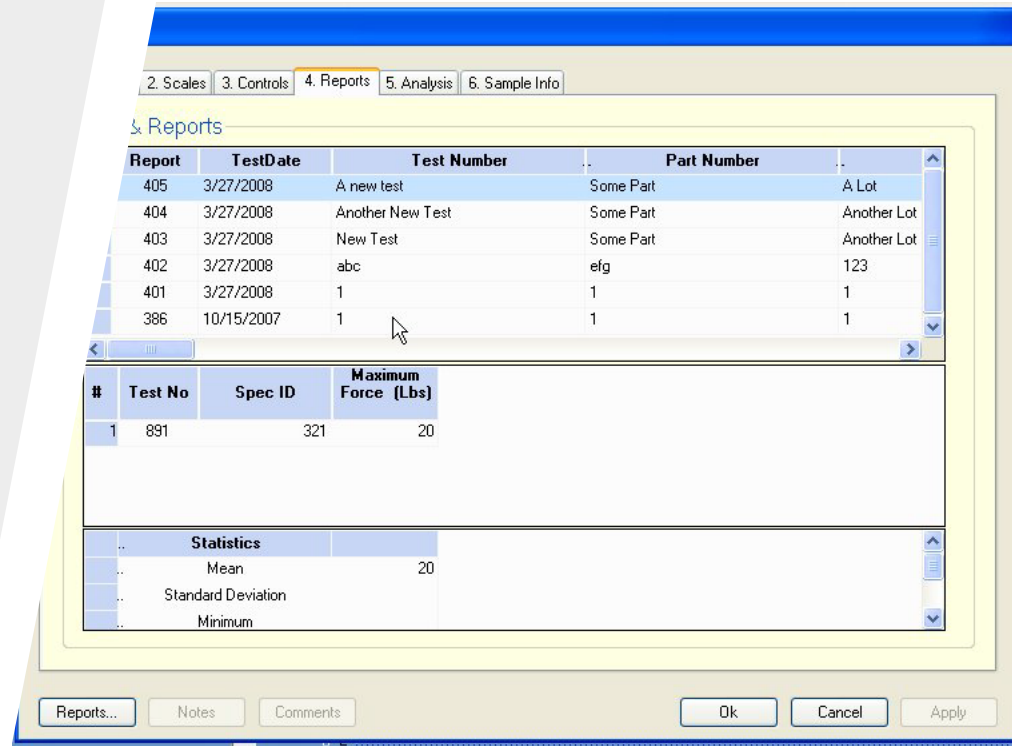 2. Scales 3. Controls 4. Reports 5. Analysis 6. Sample Info
& Reports
Report TestDate Test Number .. Part Number ..
405 3/27/2008 A new test Some Part A Lot
404 3/27/2008 Another New Test Some Part Another Lot
403 3/27/2008 New Test Some Part Another Lot
402 3/27/2008 abc efg 123
401 3/27/2008 1 1 1
386 10/15/2007 1 1 1
Maximum
# Test No Spec ID Force (Lbs)
1 891 321 20
.. Statistics
.. Mean 20
.. Standard Deviation
.. Minimum
Reports... Notes Comments Ok Cancel Apply